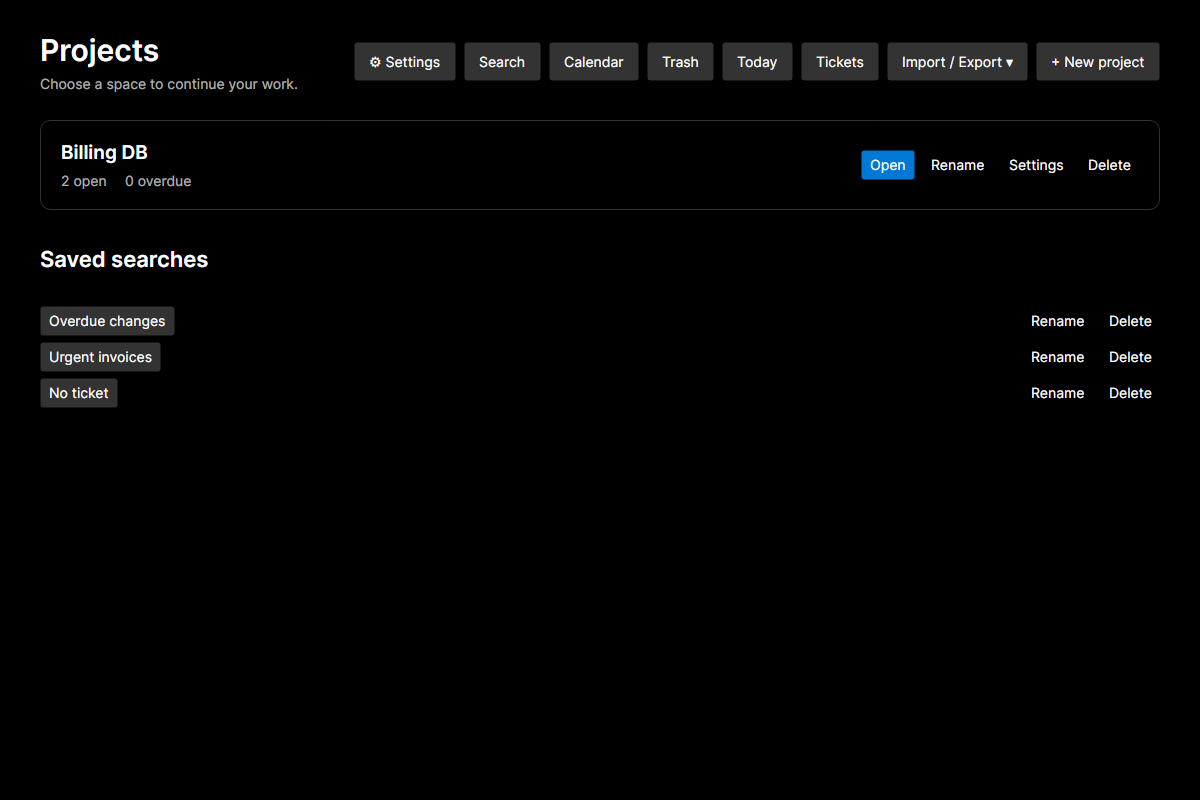 Projects
Choose a space to continue your work.
⚙ Settings
Search
Calendar
Trash
Today
Tickets
Import / Export ▾
+ New project
Billing DB
2 open 0 overdue
Open
Rename
Settings
Delete
Saved searches
Overdue changes Rename Delete
Urgent invoices Rename Delete
No ticket Rename Delete